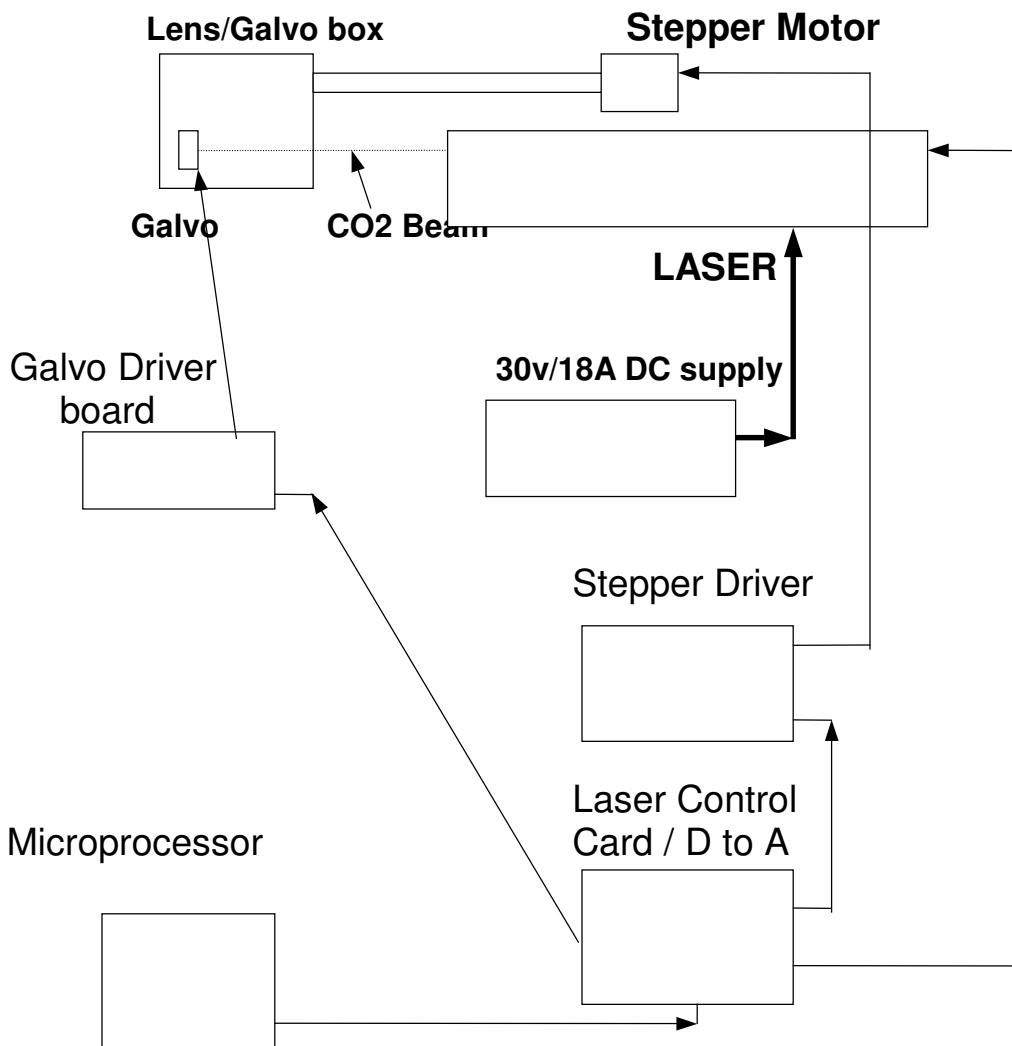 Lens/Galvo box
Stepper Motor
Galvo
CO2 Beam
LASER
Galvo Driver
board
30v/18A DC supply
Stepper Driver
Laser Control
Card / D to A
Microprocessor